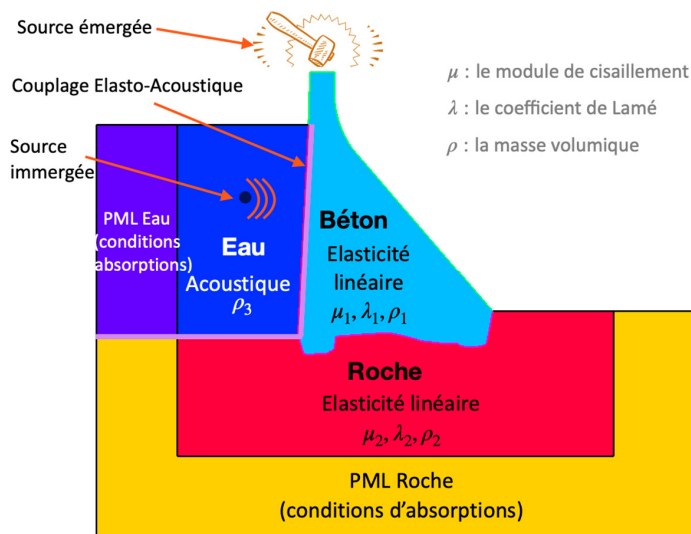 Source émergée
Couplage Elasto-Acoustique
Source
immergée
μ : le module de cisaillement
λ : le coefficient de Lamé
ρ : la masse volumique
PML Eau
(conditions
d'absorptions)
Eau
Acoustique
ρ₃
Béton
Elasticité
linéaire
μ₁, λ₁, ρ₁
Roche
Elasticité linéaire
μ₂, λ₂, ρ₂
PML Roche
(conditions d'absorptions)